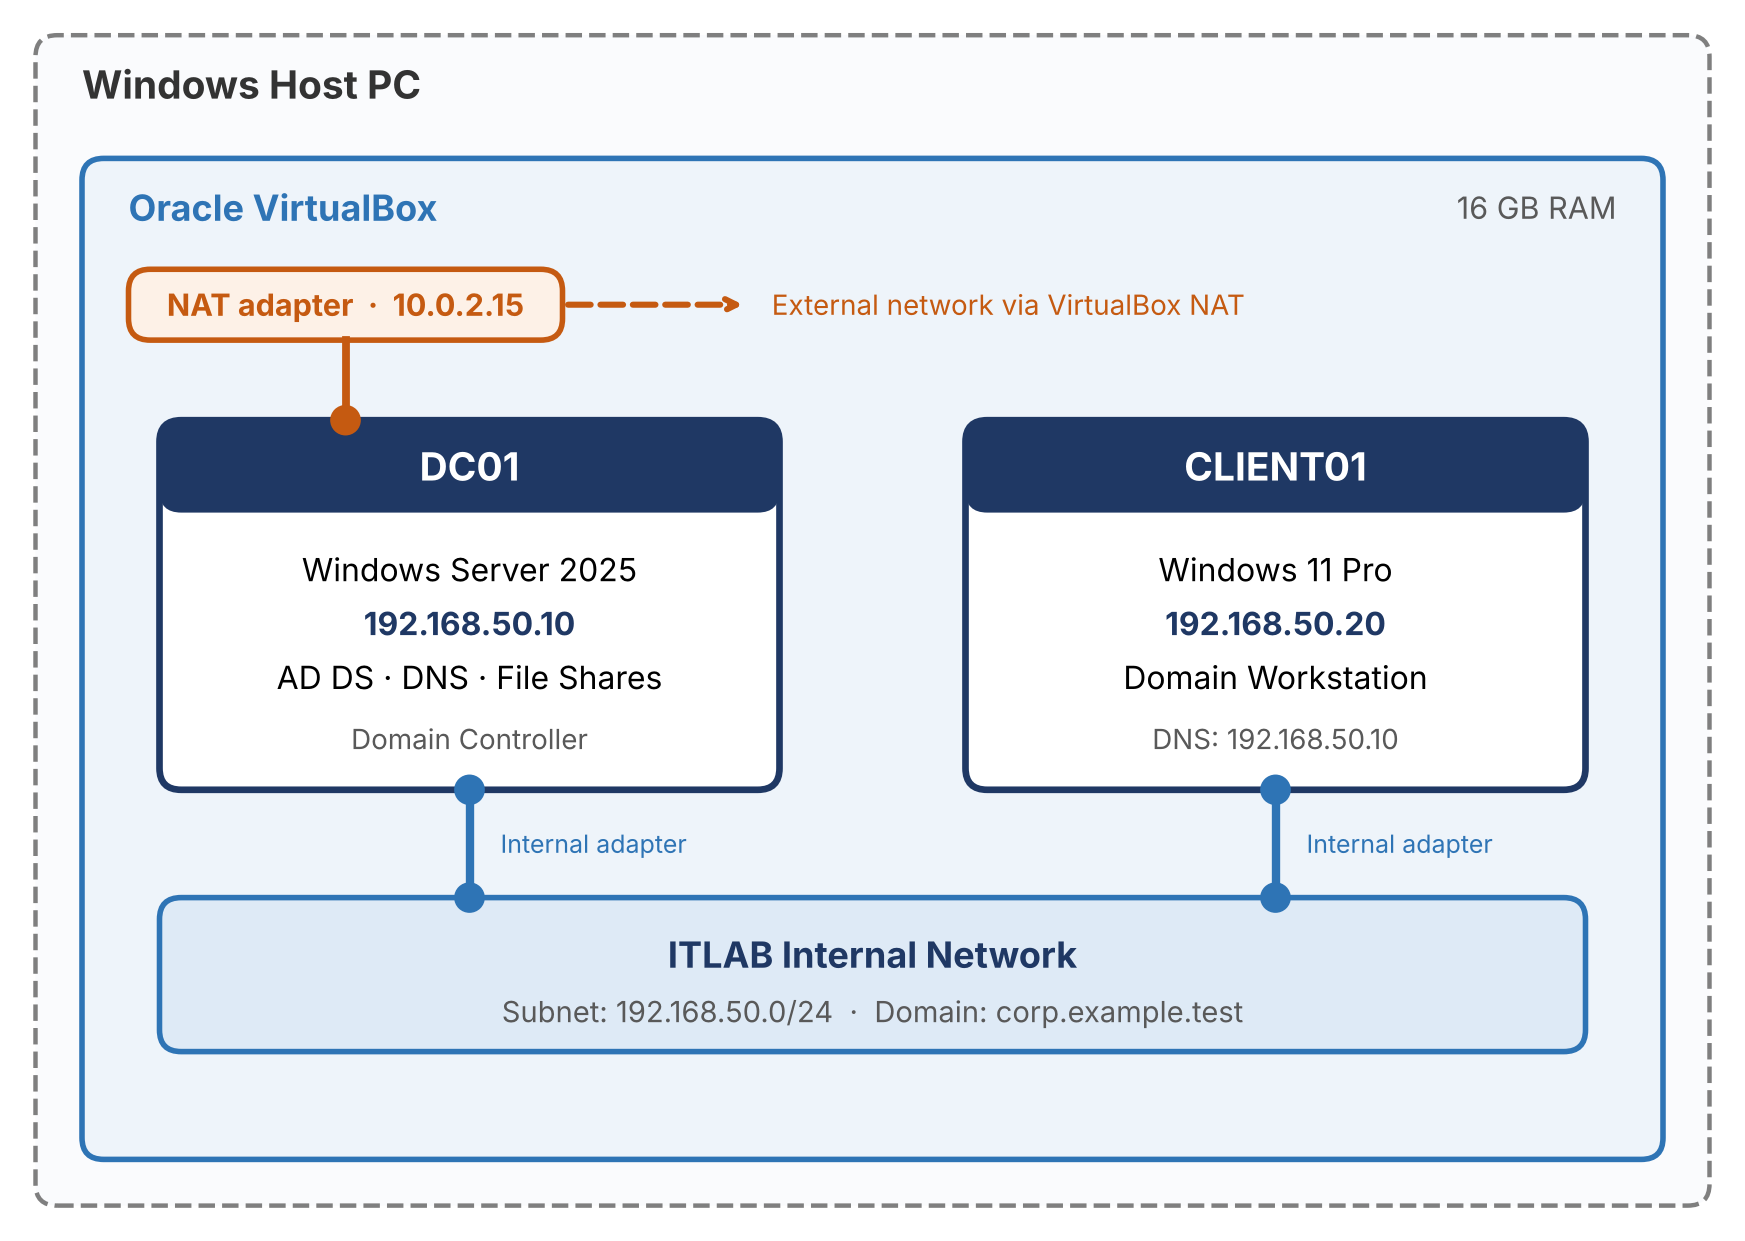 Windows Host PC
Oracle VirtualBox
16 GB RAM
NAT adapter · 10.0.2.15
External network via VirtualBox NAT
DC01
Windows Server 2025
192.168.50.10
AD DS · DNS · File Shares
Domain Controller
CLIENT01
Windows 11 Pro
192.168.50.20
Domain Workstation
DNS: 192.168.50.10
Internal adapter
Internal adapter
ITLAB Internal Network
Subnet: 192.168.50.0/24 · Domain: corp.example.test